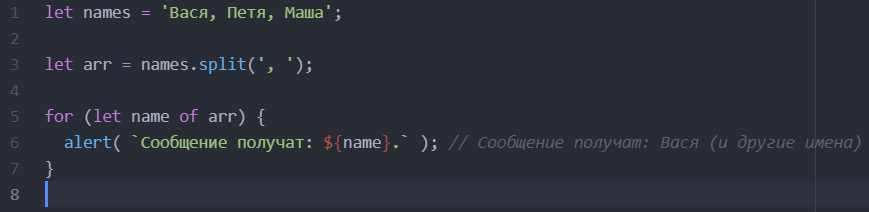 1 let names = 'Вася, Петя, Маша';
2
3 let arr = names.split(', ');
4
5 for (let name of arr) {
6   alert( `Сообщение получат: ${name}.` ); // Сообщение получат: Вася (и другие имена)
7 }
8